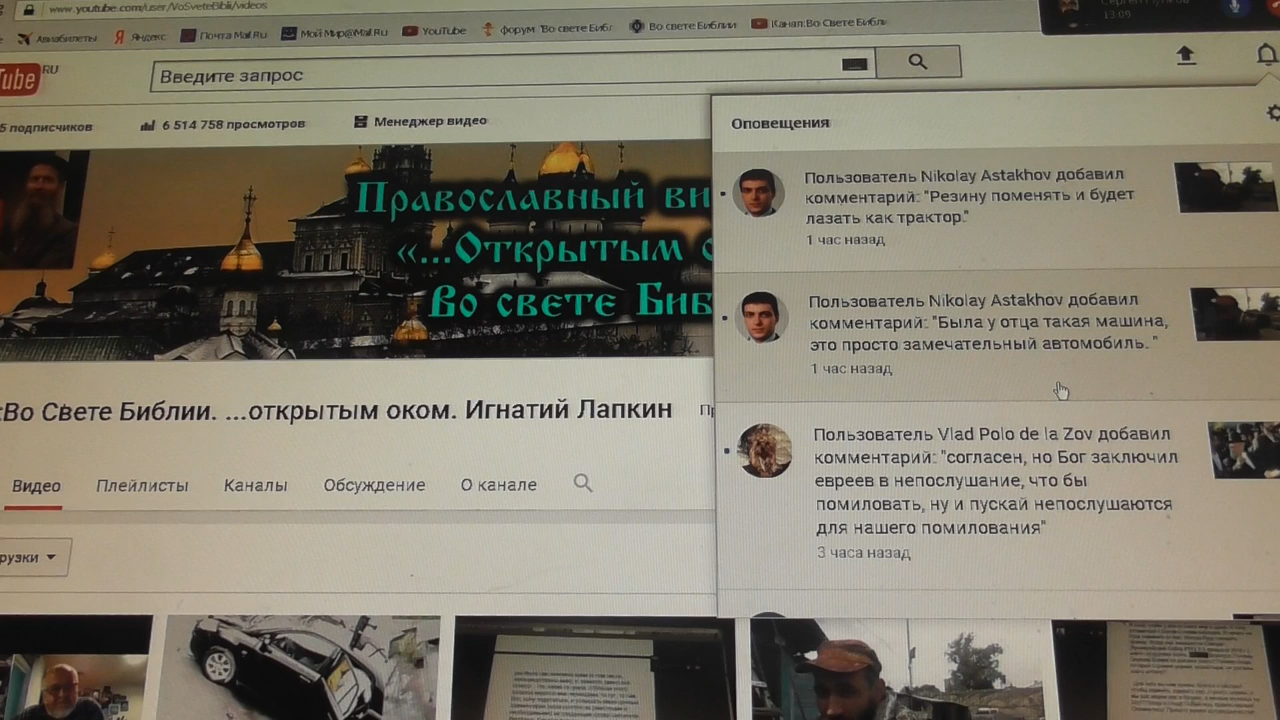 www.youtube.com/user/VoSveteBibli/videos
Авиабилеты Яндекс Почта Mail.Ru Мой Мир@Mail.Ru YouTube форум "Во свете Библ Во свете Библии Канал:Во Свете Библ
13:09
Tube RU
Введите запрос
5 подписчиков 6 514 758 просмотров Менеджер видео
Оповещения
Православный ви
«...Открытым о
Во свете Биб
Пользователь Nikolay Astakhov добавил
комментарий: "Резину поменять и будет
лазать как трактор."
1 час назад
Пользователь Nikolay Astakhov добавил
комментарий: "Была у отца такая машина,
это просто замечательный автомобиль. "
1 час назад
:Во Свете Библии. ...открытым оком. Игнатий Лапкин
Пользователь Vlad Polo de la Zov добавил
комментарий: "согласен, но Бог заключил
евреев в непослушание, что бы
помиловать, ну и пускай непослушаются
для нашего помилования"
3 часа назад
Видео Плейлисты Каналы Обсуждение О канале
рузки